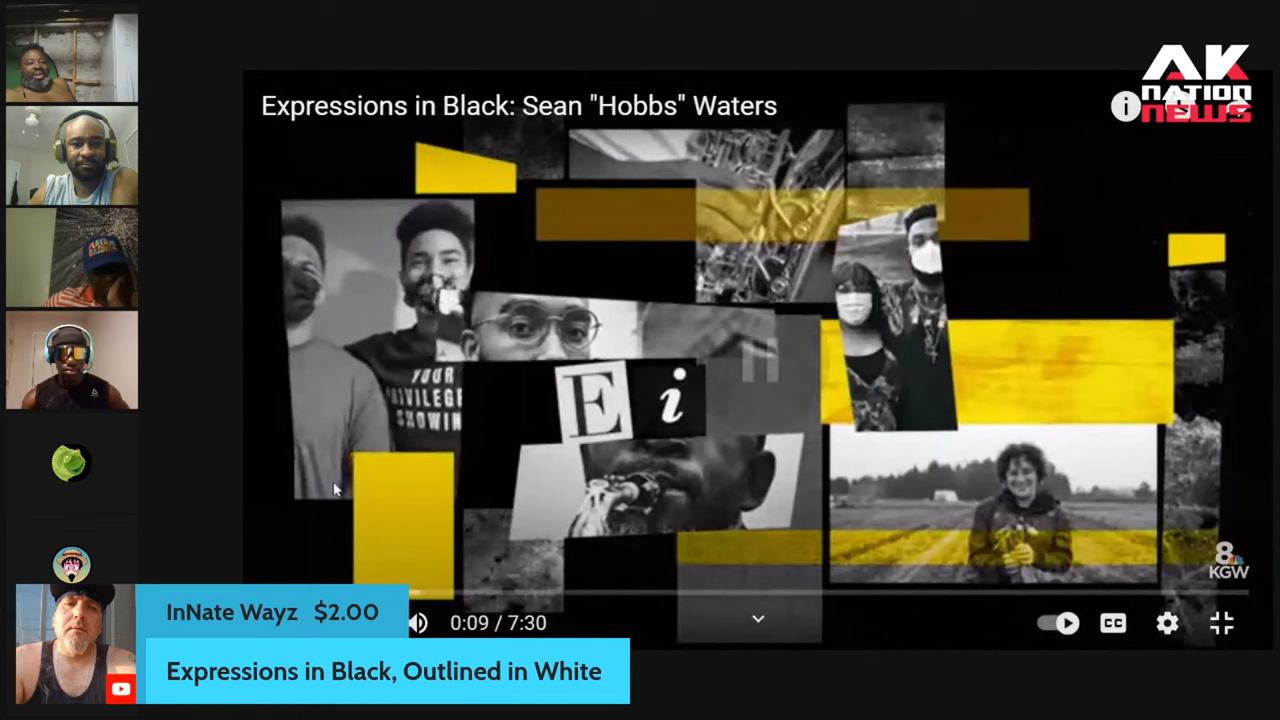 Expressions in Black: Sean "Hobbs" Waters
AK
NATION
NEWS
YOUR
PRIVILEGE
SHOWIN
E i
8
KGW
InNate Wayz $2.00
0:09 / 7:30
CC
Expressions in Black, Outlined in White